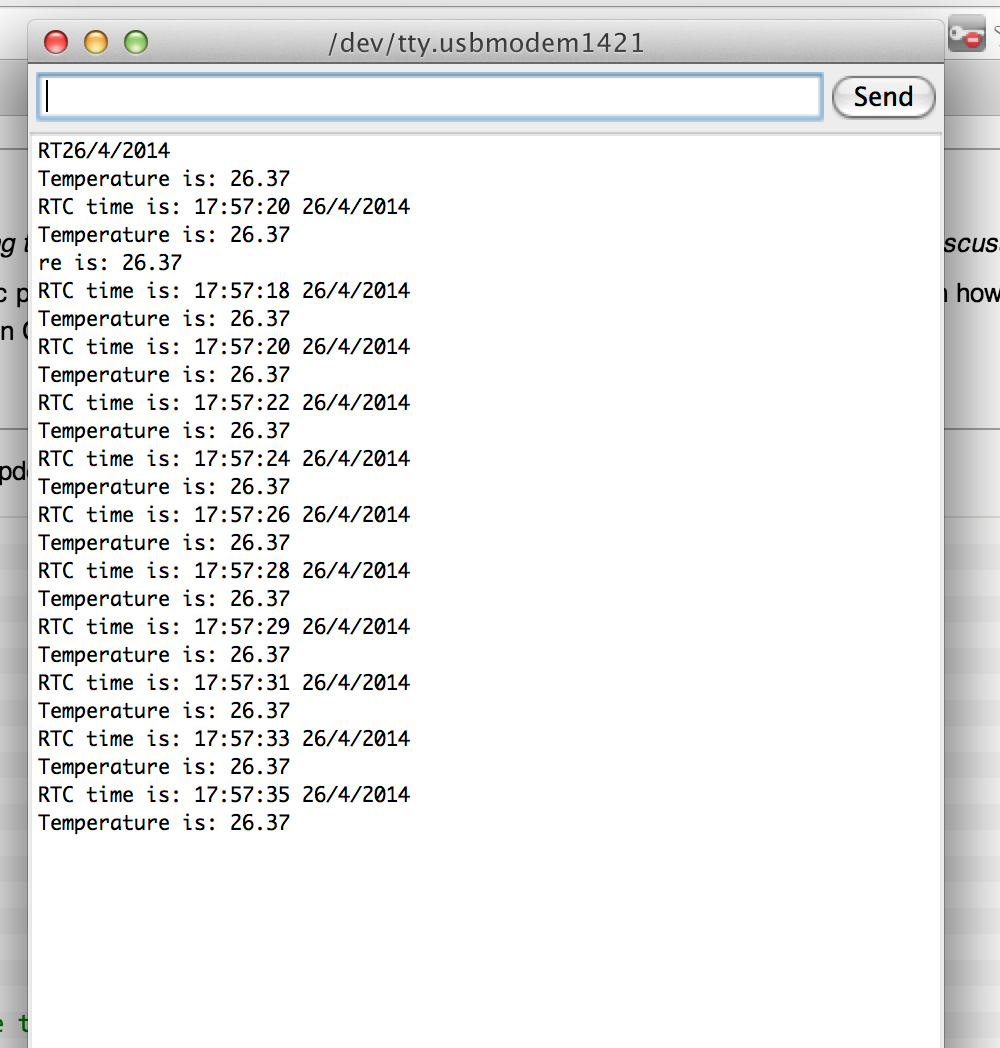 /dev/tty.usbmodem1421
Send
RT26/4/2014
Temperature is: 26.37
RTC time is: 17:57:20 26/4/2014
Temperature is: 26.37
re is: 26.37
RTC time is: 17:57:18 26/4/2014
Temperature is: 26.37
RTC time is: 17:57:20 26/4/2014
Temperature is: 26.37
RTC time is: 17:57:22 26/4/2014
Temperature is: 26.37
RTC time is: 17:57:24 26/4/2014
Temperature is: 26.37
RTC time is: 17:57:26 26/4/2014
Temperature is: 26.37
RTC time is: 17:57:28 26/4/2014
Temperature is: 26.37
RTC time is: 17:57:29 26/4/2014
Temperature is: 26.37
RTC time is: 17:57:31 26/4/2014
Temperature is: 26.37
RTC time is: 17:57:33 26/4/2014
Temperature is: 26.37
RTC time is: 17:57:35 26/4/2014
Temperature is: 26.37
how